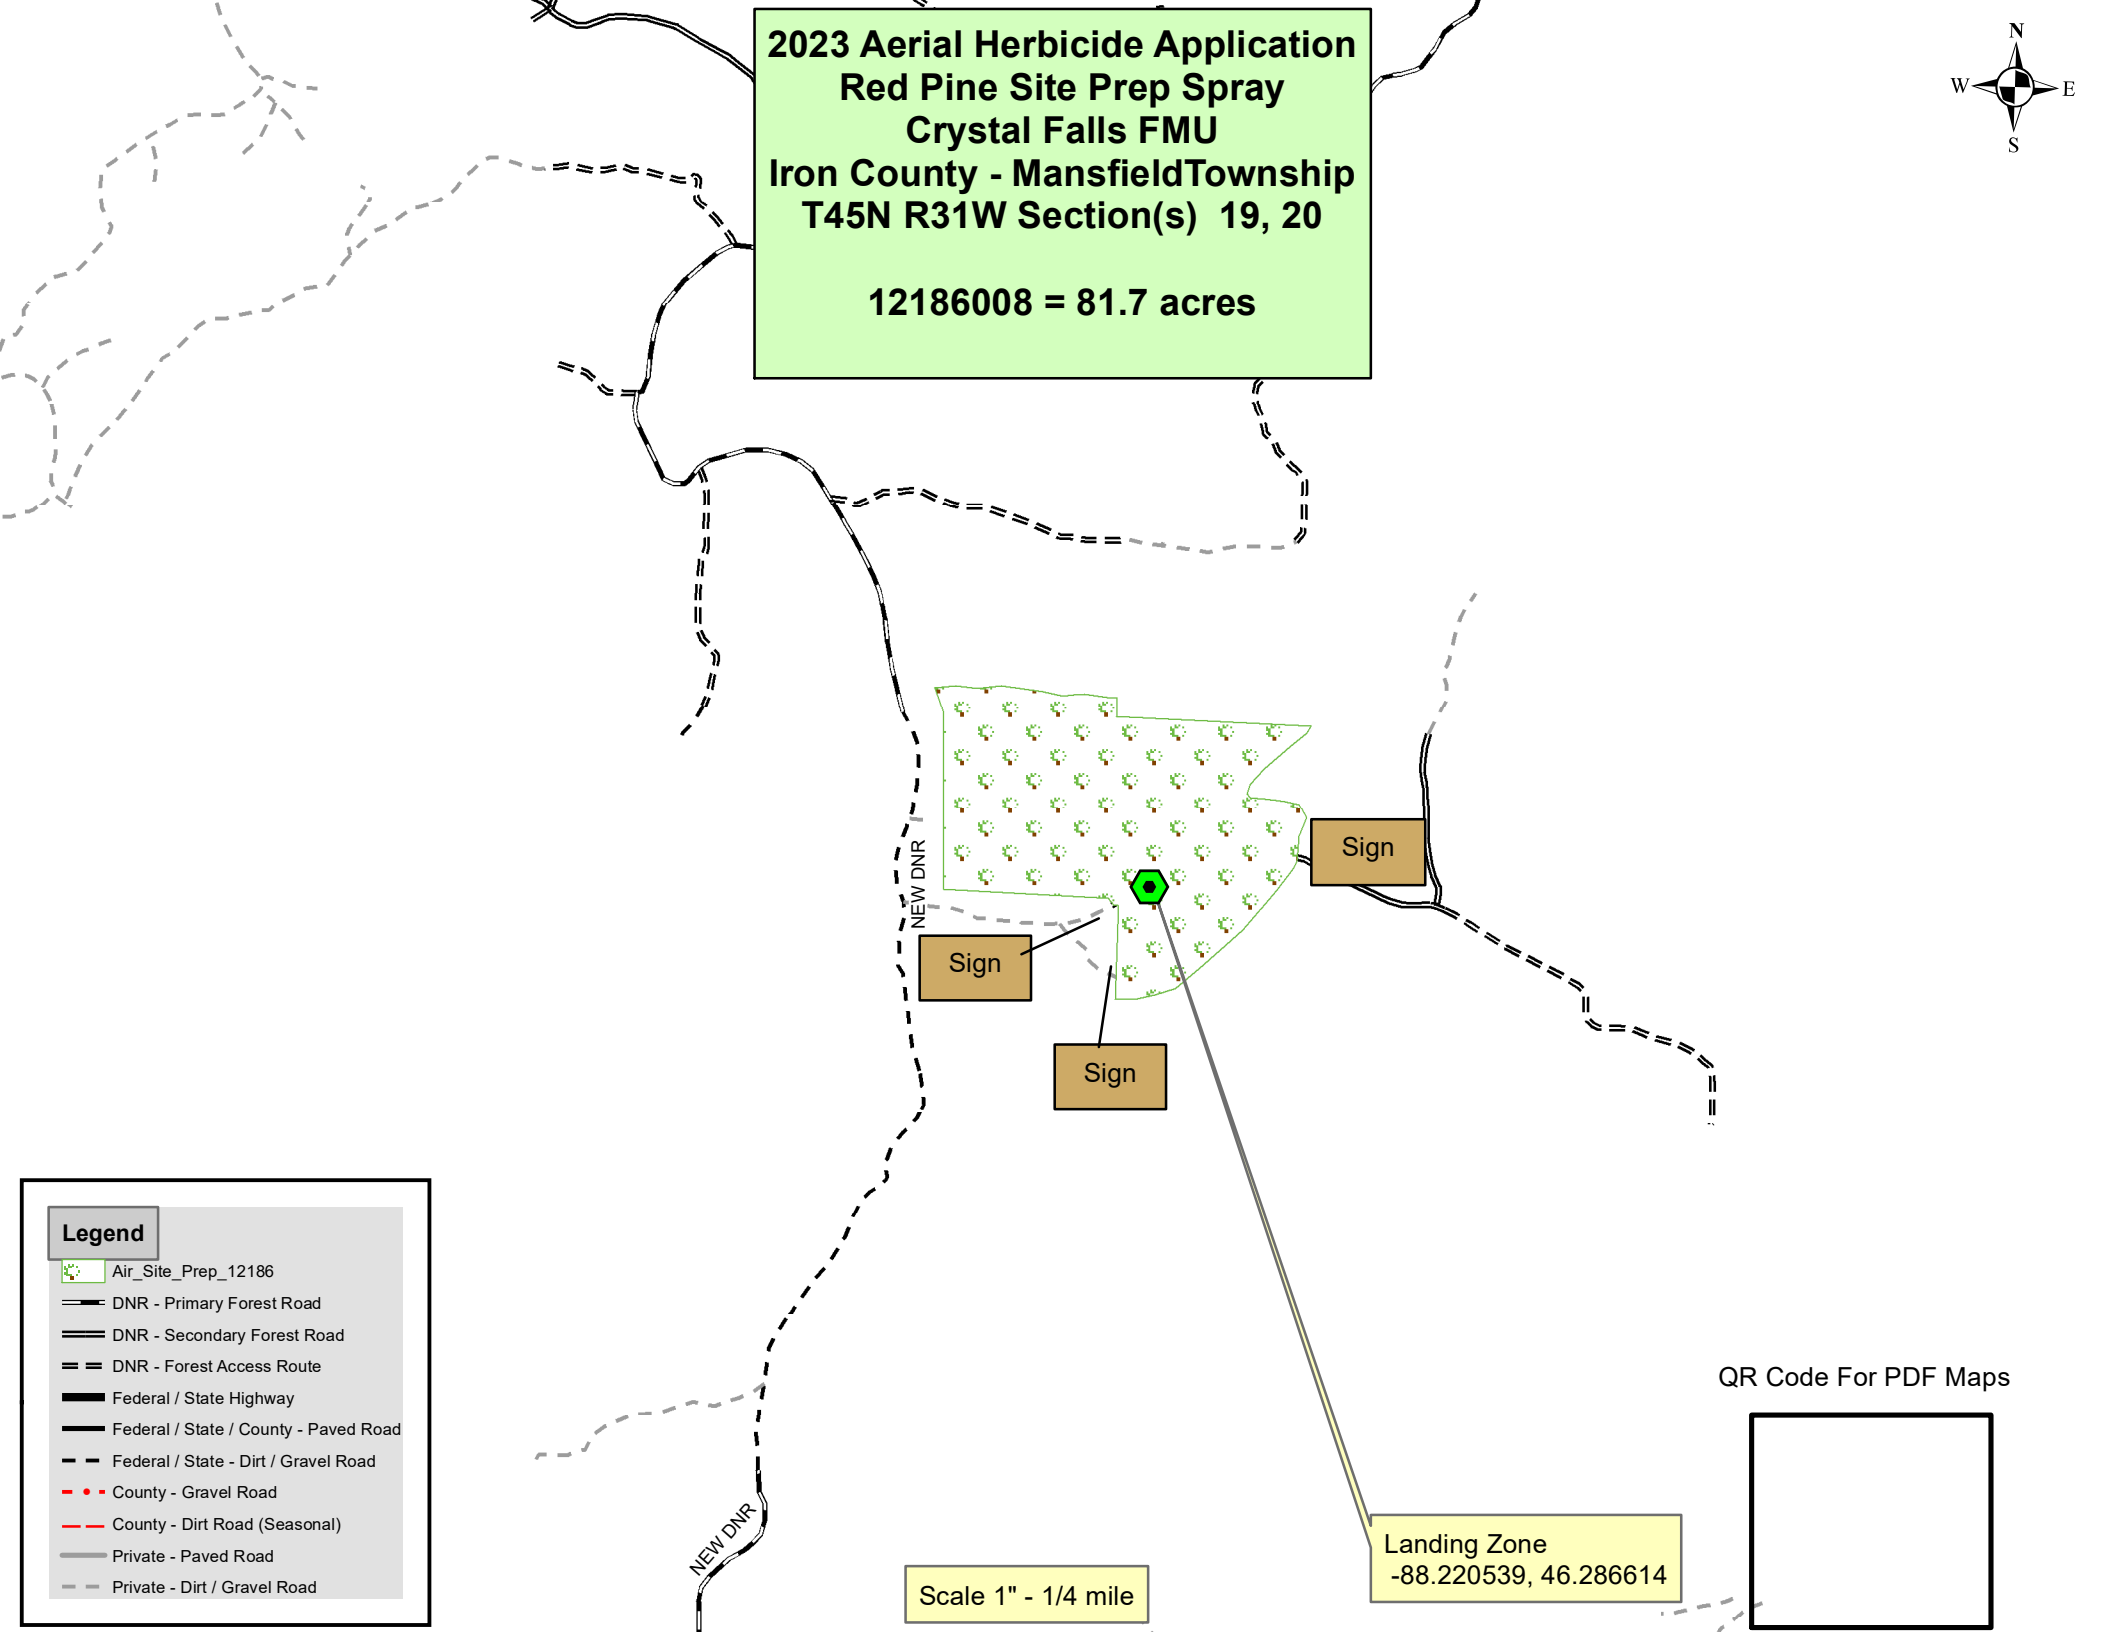 2023 Aerial Herbicide Application
Red Pine Site Prep Spray
Crystal Falls FMU
Iron County - MansfieldTownship
T45N R31W Section(s) 19, 20
12186008 = 81.7 acres
N
W
E
S
NEW DNR
Sign
Sign
Sign
Legend
Air_Site_Prep_12186
DNR - Primary Forest Road
DNR - Secondary Forest Road
DNR - Forest Access Route
Federal / State Highway
Federal / State / County - Paved Road
Federal / State - Dirt / Gravel Road
County - Gravel Road
County - Dirt Road (Seasonal)
Private - Paved Road
Private - Dirt / Gravel Road
NEW DNR
Scale 1" - 1/4 mile
Landing Zone
-88.220539, 46.286614
QR Code For PDF Maps